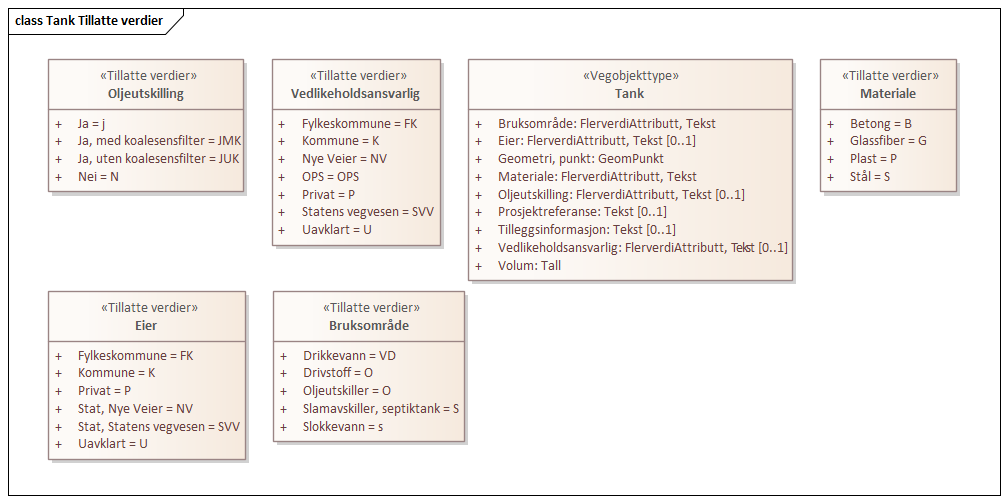 class Tank Tillatte verdier
«Tillatte verdier»
Oljeutskilling
+ Ja = j
+ Ja, med koalesensfilter = JMK
+ Ja, uten koalesensfilter = JUK
+ Nei = N
«Tillatte verdier»
Vedlikeholdsansvarlig
+ Fylkeskommune = FK
+ Kommune = K
+ Nye Veier = NV
+ OPS = OPS
+ Privat = P
+ Statens vegvesen = SVV
+ Uavklart = U
«Vegobjekttype»
Tank
+ Bruksområde: FlerverdiAttributt, Tekst
+ Eier: FlerverdiAttributt, Tekst [0..1]
+ Geometri, punkt: GeomPunkt
+ Materiale: FlerverdiAttributt, Tekst
+ Oljeutskilling: FlerverdiAttributt, Tekst [0..1]
+ Prosjektreferanse: Tekst [0..1]
+ Tilleggsinformasjon: Tekst [0..1]
+ Vedlikeholdsansvarlig: FlerverdiAttributt, Tekst [0..1]
+ Volum: Tall
«Tillatte verdier»
Materiale
+ Betong = B
+ Glassfiber = G
+ Plast = P
+ Stål = S
«Tillatte verdier»
Eier
+ Fylkeskommune = FK
+ Kommune = K
+ Privat = P
+ Stat, Nye Veier = NV
+ Stat, Statens vegvesen = SVV
+ Uavklart = U
«Tillatte verdier»
Bruksområde
+ Drikkevann = VD
+ Drivstoff = O
+ Oljeutskiller = O
+ Slamavskiller, septiktank = S
+ Slokkevann = s